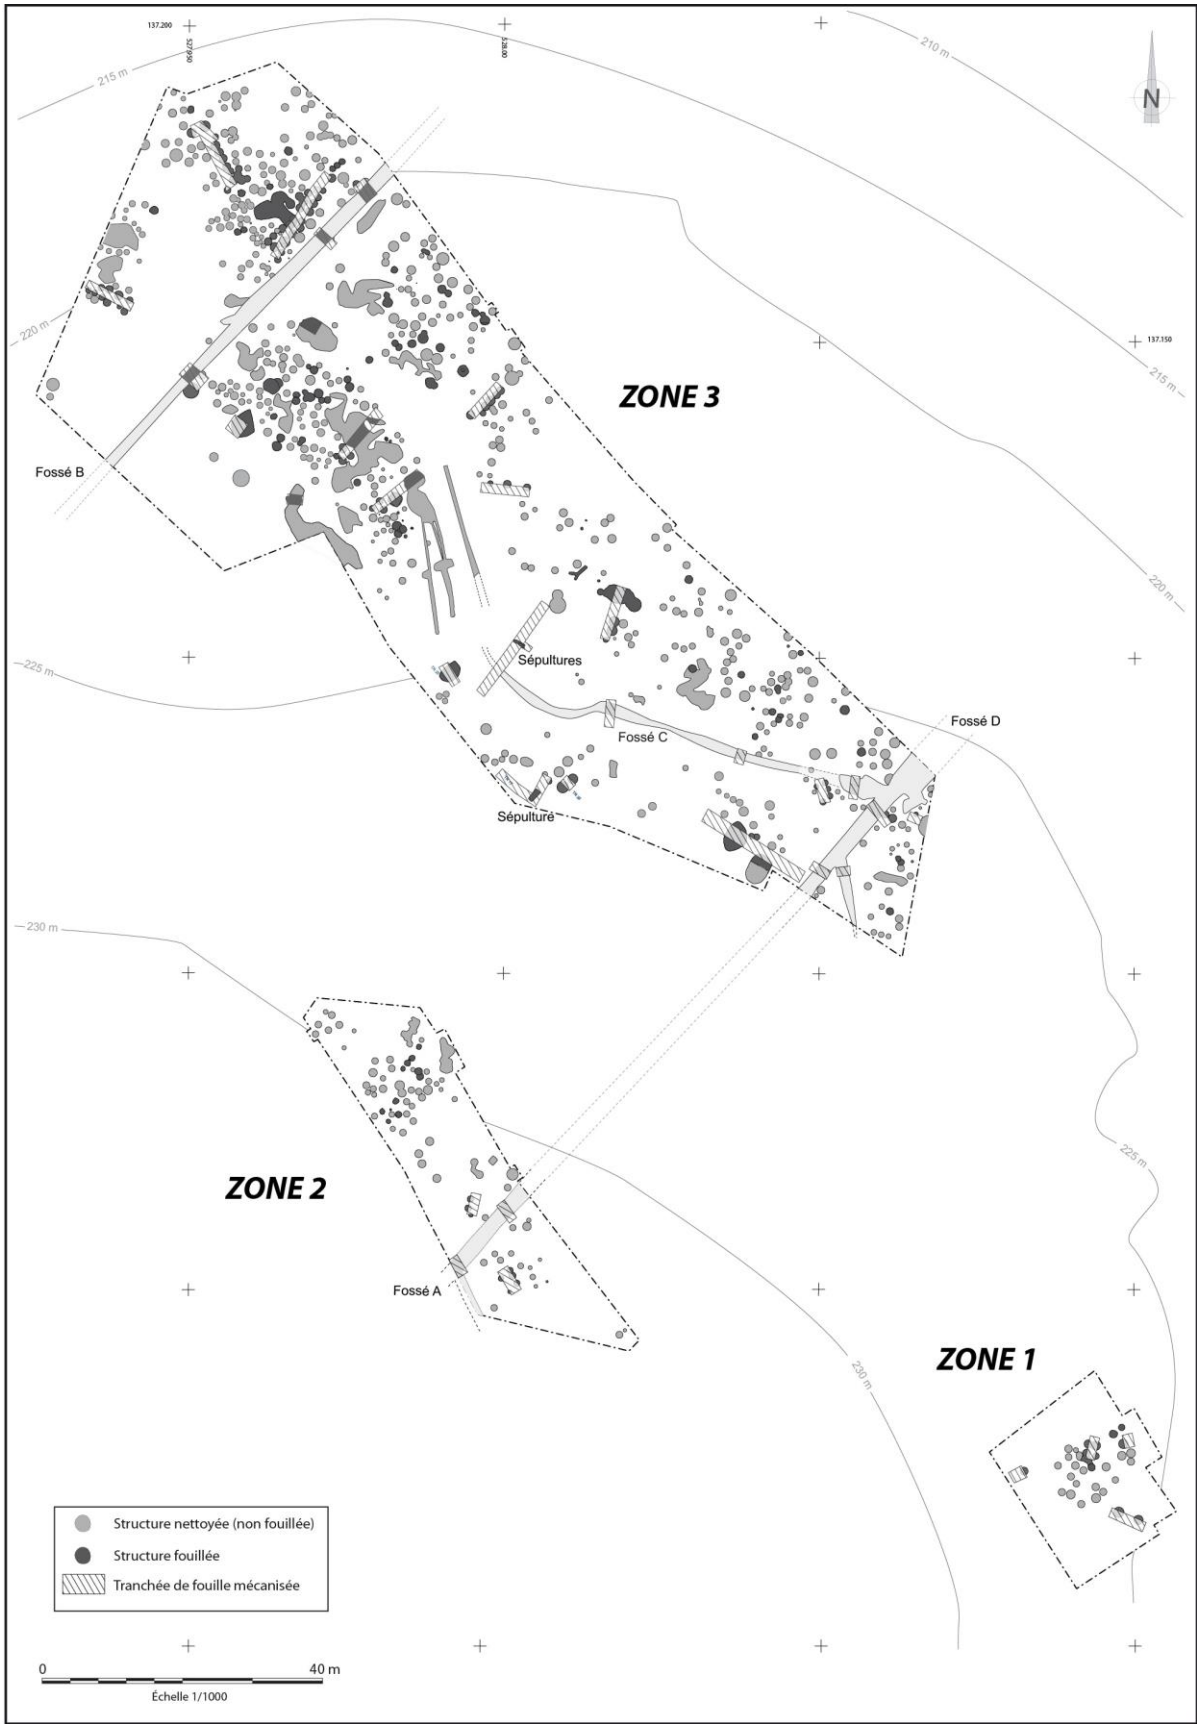 137.200
527.950
528.00
210 m
215 m
N
220 m
137.150
215 m
ZONE 3
Fossé B
220 m
225 m
Sépultures
Fossé C
Fossé D
Sépulture
230 m
225 m
ZONE 2
Fossé A
ZONE 1
230 m
Structure nettoyée (non fouillée)
Structure fouillée
Tranchée de fouille mécanisée
0 40 m
Échelle 1/1000